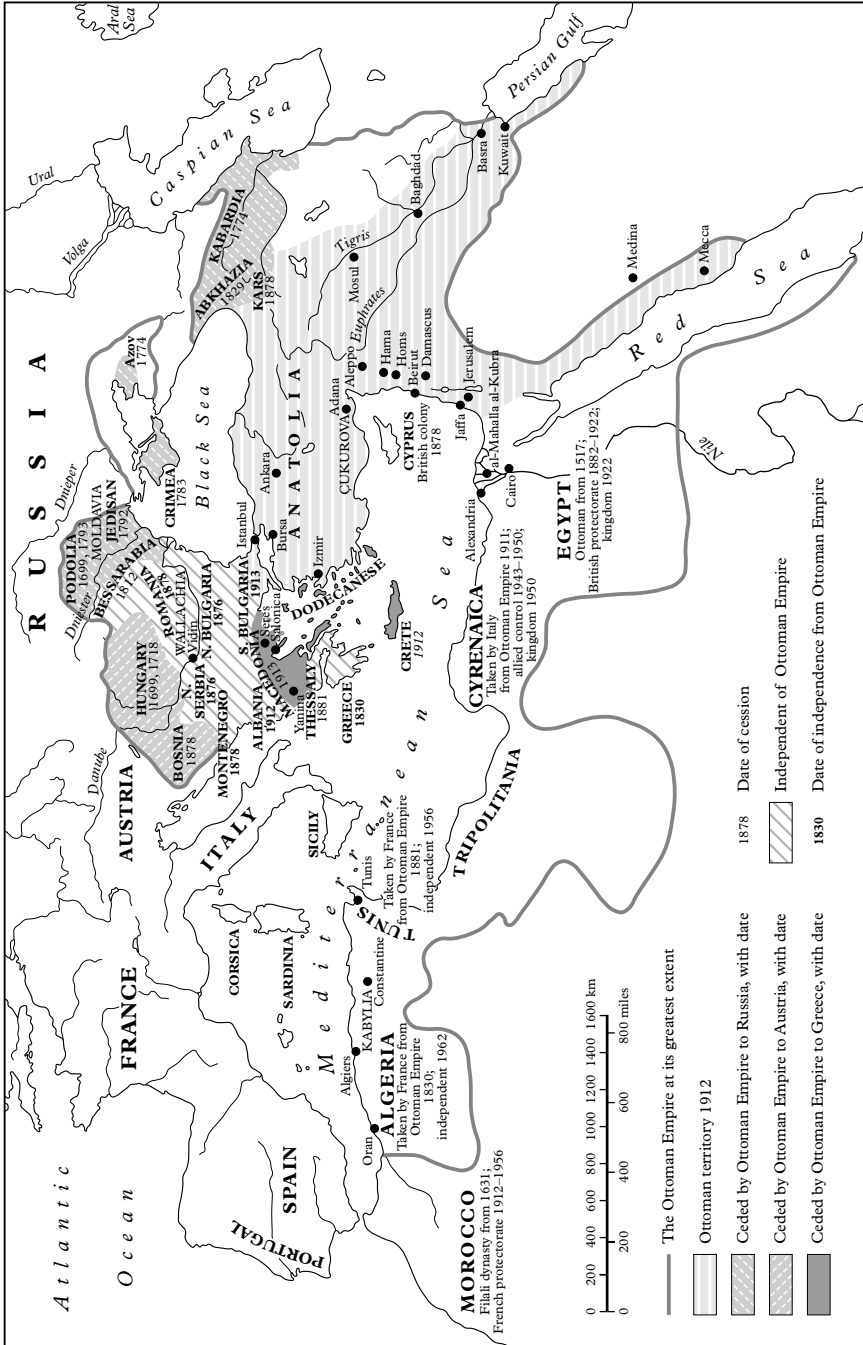 Aral
Sea
Ural
Volga
Caspian Sea
Persian Gulf
RUSSIA
Dnieper
Dniester
Azov
1774
KABARDIA
1774
ABKHAZIA
1829
KARS
1878
Tigris
Mosul
Euphrates
Baghdad
Basra
Kuwait
PODOLIA
1699, 1793
MOLDAVIA
JEDISAN
1792
BESSARABIA
1812
CRIMEA
1783
Black Sea
ROMANIA
1878
WALLACHIA
Vidin
HUNGARY
1699, 1718
N.
SERBIA
1876
N. BULGARIA
1876
BOSNIA
1878
MONTENEGRO
1878
S. BULGARIA
1913
ALBANIA
1912
MACEDONIA
1913
Seres
Salonica
Yanina
THESSALY
1881
GREECE
1830
Istanbul
Bursa
Ankara
ANATOLIA
Izmir
DODECANESE
CRETE
1912
Adana
ÇUKUROVA
Aleppo
Hama
Homs
Beirut
Damascus
CYPRUS
British colony
1878
Jaffa
Jerusalem
Medina
Mecca
Red Sea
Nile
al-Mahalla al-Kubra
Alexandria
Cairo
EGYPT
Ottoman from 1517;
British protectorate 1882–1922;
kingdom 1922
CYRENAICA
Taken by Italy
from Ottoman Empire 1911;
allied control 1943–1950;
kingdom 1950
TRIPOLITANIA
Mediterranean Sea
Danube
AUSTRIA
ITALY
SICILY
CORSICA
SARDINIA
FRANCE
Atlantic
Ocean
SPAIN
PORTUGAL
Tunis
TUNIS
Taken by France
from Ottoman Empire
1881;
independent 1956
Constantine
KABYLIA
Algiers
Oran
ALGERIA
Taken by France from
Ottoman Empire
1830;
independent 1962
MOROCCO
Filali dynasty from 1631;
French protectorate 1912–1956
0 200 400 600 800 1000 1200 1400 1600 km
0 200 400 600 800 miles
The Ottoman Empire at its greatest extent
Ottoman territory 1912
Ceded by Ottoman Empire to Russia, with date
Ceded by Ottoman Empire to Austria, with date
Ceded by Ottoman Empire to Greece, with date
1878 Date of cession
Independent of Ottoman Empire
1830 Date of independence from Ottoman Empire